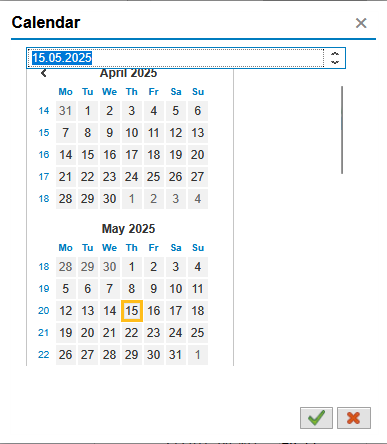 Calendar
15.05.2025
April 2025
Mo Tu We Th Fr Sa Su
14 31 1 2 3 4 5 6
15 7 8 9 10 11 12 13
16 14 15 16 17 18 19 20
17 21 22 23 24 25 26 27
18 28 29 30 1 2 3 4
May 2025
Mo Tu We Th Fr Sa Su
18 28 29 30 1 2 3 4
19 5 6 7 8 9 10 11
20 12 13 14 15 16 17 18
21 19 20 21 22 23 24 25
22 26 27 28 29 30 31 1